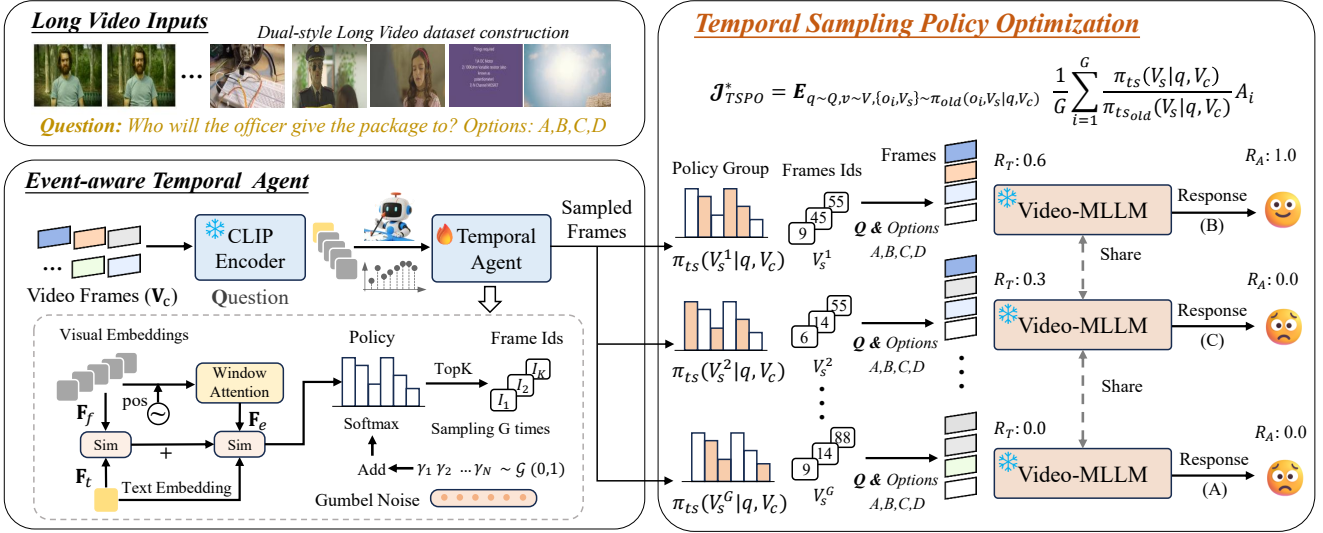 Long Video Inputs
Dual-style Long Video dataset construction
Question: Who will the officer give the package to? Options: A,B,C,D
Event-aware Temporal Agent
CLIP Encoder
Temporal Agent
Sampled Frames
Video Frames (V_c)
Question
Visual Embeddings
pos
Window Attention
F_f
F_e
Sim
+
Sim
F_t
Text Embedding
Policy
TopK
Frame Ids
I_1
I_2
I_K
Softmax
Sampling G times
Add
γ_1 γ_2 ...γ_N ~ 𝒢 (0,1)
Gumbel Noise
Temporal Sampling Policy Optimization
𝒥*_TSPO = E_{q~Q,v~V,{o_i,V_s}~π_old(o_i,V_s|q,V_c)} 1/G ∑_{i=1}^{G} π_ts(V_s|q,V_c) / π_ts_old(V_s|q,V_c) A_i
Policy Group
Frames Ids
Frames
9 45 55
π_ts(V_s^1|q,V_c)
V_s^1
Q & Options
A,B,C,D
R_T: 0.6
Video-MLLM
Response
(B)
R_A: 1.0
Share
6 14 55
π_ts(V_s^2|q,V_c)
V_s^2
Q & Options
A,B,C,D
R_T: 0.3
Video-MLLM
Response
(C)
R_A: 0.0
Share
9 14 88
π_ts(V_s^G|q,V_c)
V_s^G
Q & Options
A,B,C,D
R_T: 0.0
Video-MLLM
Response
(A)
R_A: 0.0